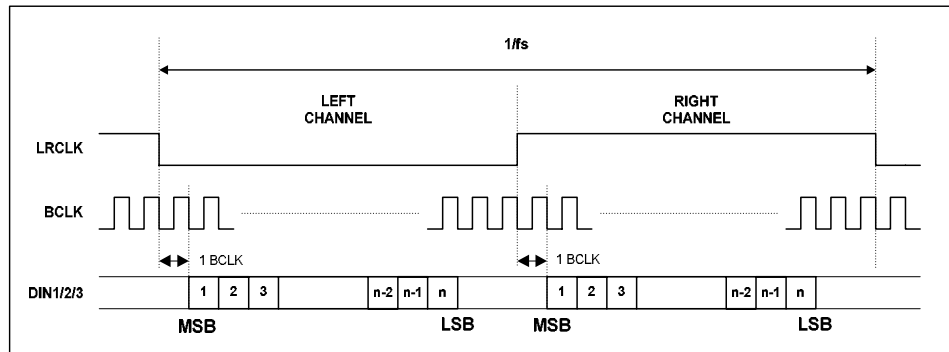 1/fs
LEFT
CHANNEL
RIGHT
CHANNEL
LRCLK
BCLK
1 BCLK
1 BCLK
DIN1/2/3
1 2 3 n-2 n-1 n 1 2 3 n-2 n-1 n
MSB LSB MSB LSB